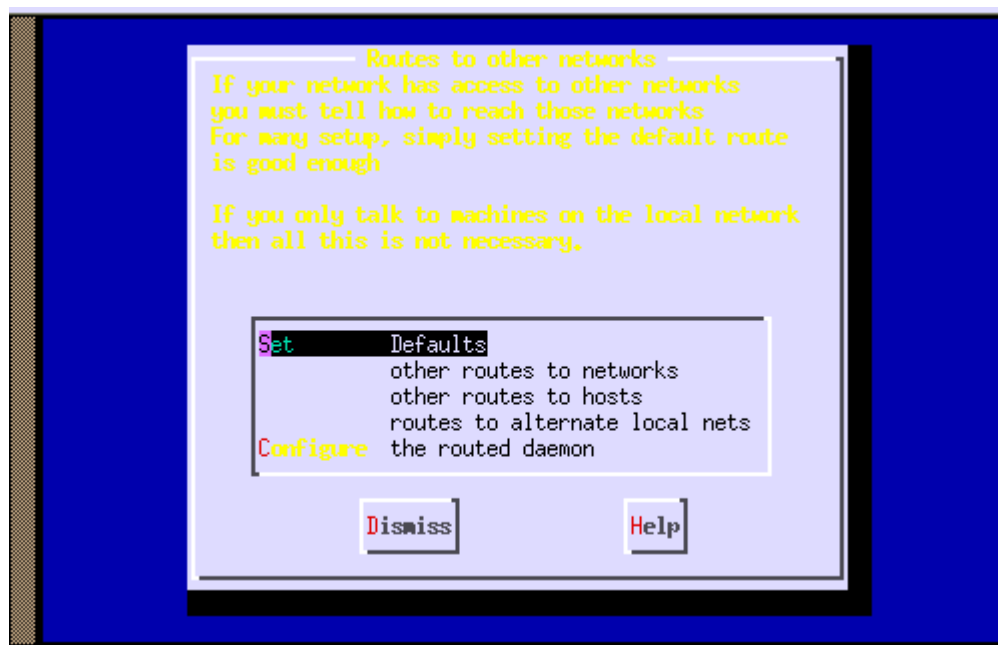 Routes to other networks
If your network has access to other networks
you must tell how to reach those networks
For many setup, simply setting the default route
is good enough
If you only talk to machines on the local network
then all this is not necessary.
Set Defaults
other routes to networks
other routes to hosts
routes to alternate local nets
Configure the routed daemon
Dismiss Help